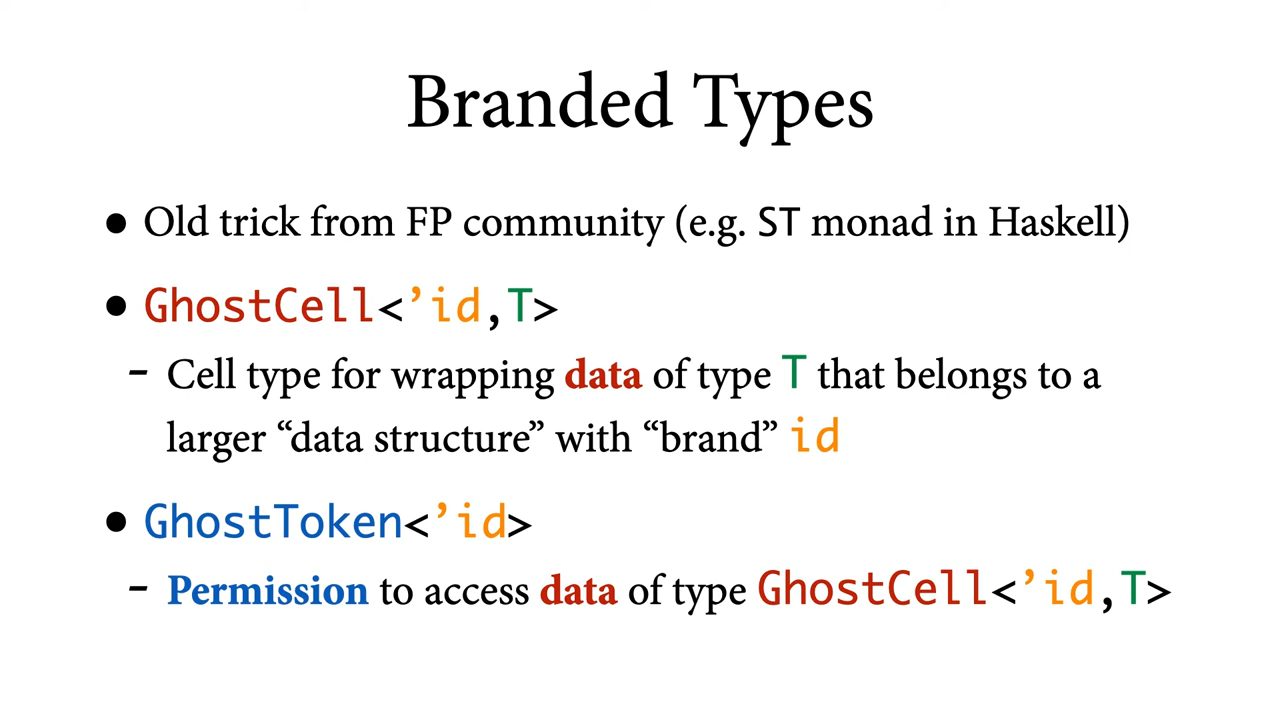 Branded Types
• Old trick from FP community (e.g. ST monad in Haskell)
• GhostCell<’id,T>
- Cell type for wrapping data of type T that belongs to a
larger “data structure” with “brand” id
• GhostToken<’id>
- Permission to access data of type GhostCell<’id,T>